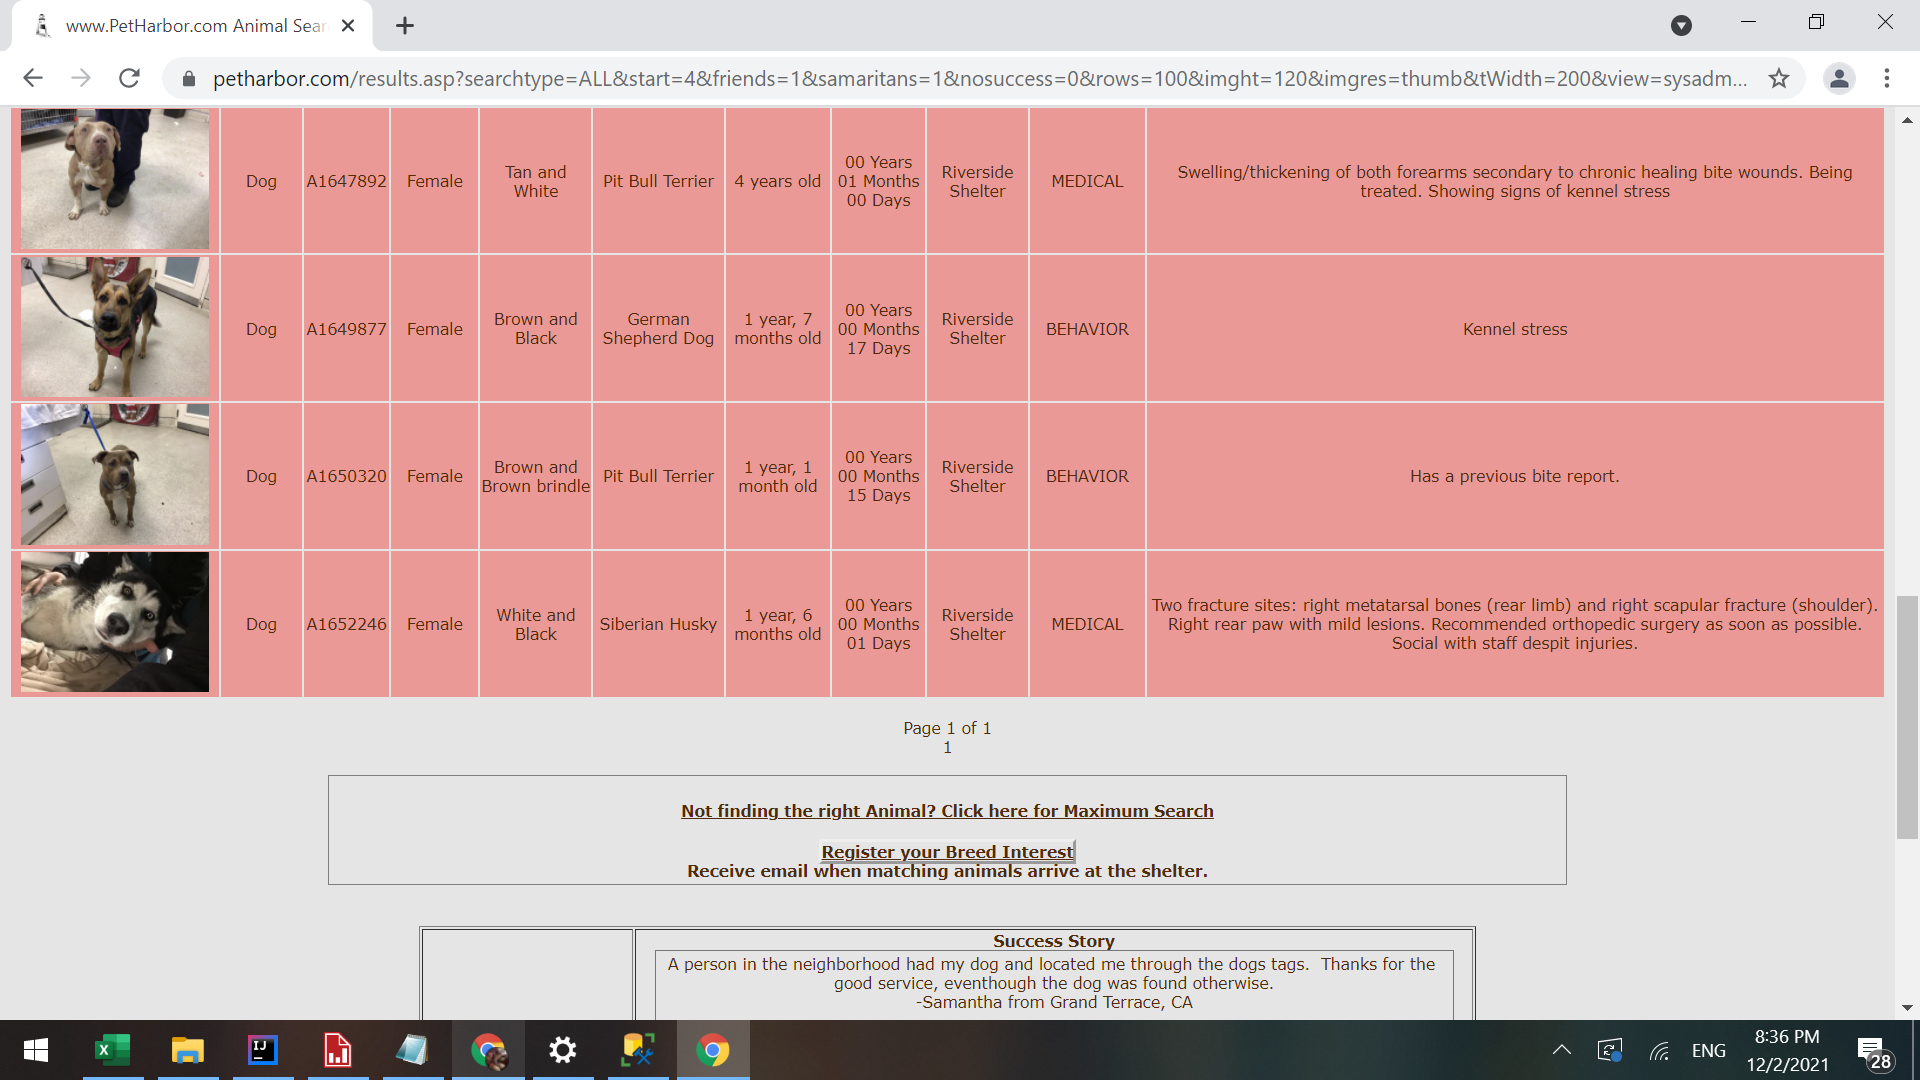 www.PetHarbor.com Animal Sear
petharbor.com/results.asp?searchtype=ALL&start=4&friends=1&samaritans=1&nosuccess=0&rows=100&imght=120&imgres=thumb&tWidth=200&view=sysadm...
Dog
A1647892
Female
Tan and
White
Pit Bull Terrier
4 years old
00 Years
01 Months
00 Days
Riverside
Shelter
MEDICAL
Swelling/thickening of both forearms secondary to chronic healing bite wounds. Being
treated. Showing signs of kennel stress
Dog
A1649877
Female
Brown and
Black
German
Shepherd Dog
1 year, 7
months old
00 Years
00 Months
17 Days
Riverside
Shelter
BEHAVIOR
Kennel stress
Dog
A1650320
Female
Brown and
Brown brindle
Pit Bull Terrier
1 year, 1
month old
00 Years
00 Months
15 Days
Riverside
Shelter
BEHAVIOR
Has a previous bite report.
Dog
A1652246
Female
White and
Black
Siberian Husky
1 year, 6
months old
00 Years
00 Months
01 Days
Riverside
Shelter
MEDICAL
Two fracture sites: right metatarsal bones (rear limb) and right scapular fracture (shoulder).
Right rear paw with mild lesions. Recommended orthopedic surgery as soon as possible.
Social with staff despit injuries.
Page 1 of 1
1
Not finding the right Animal? Click here for Maximum Search
Register your Breed Interest
Receive email when matching animals arrive at the shelter.
Success Story
A person in the neighborhood had my dog and located me through the dogs tags.  Thanks for the
good service, eventhough the dog was found otherwise.
-Samantha from Grand Terrace, CA
X
IJ
ENG
8:36 PM
12/2/2021
28